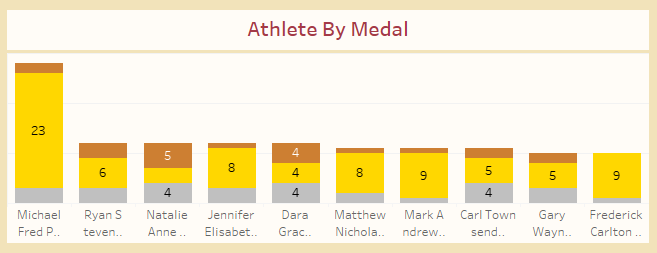 Athlete By Medal
23
6
5
4
8
4
4
4
8
9
5
4
5
9
Michael Fred P..
Ryan S teven..
Natalie Anne ..
Jennifer Elisabet..
Dara Grac..
Matthew Nichola..
Mark A ndrew..
Carl Town send..
Gary Wayn..
Frederick Carlton ..